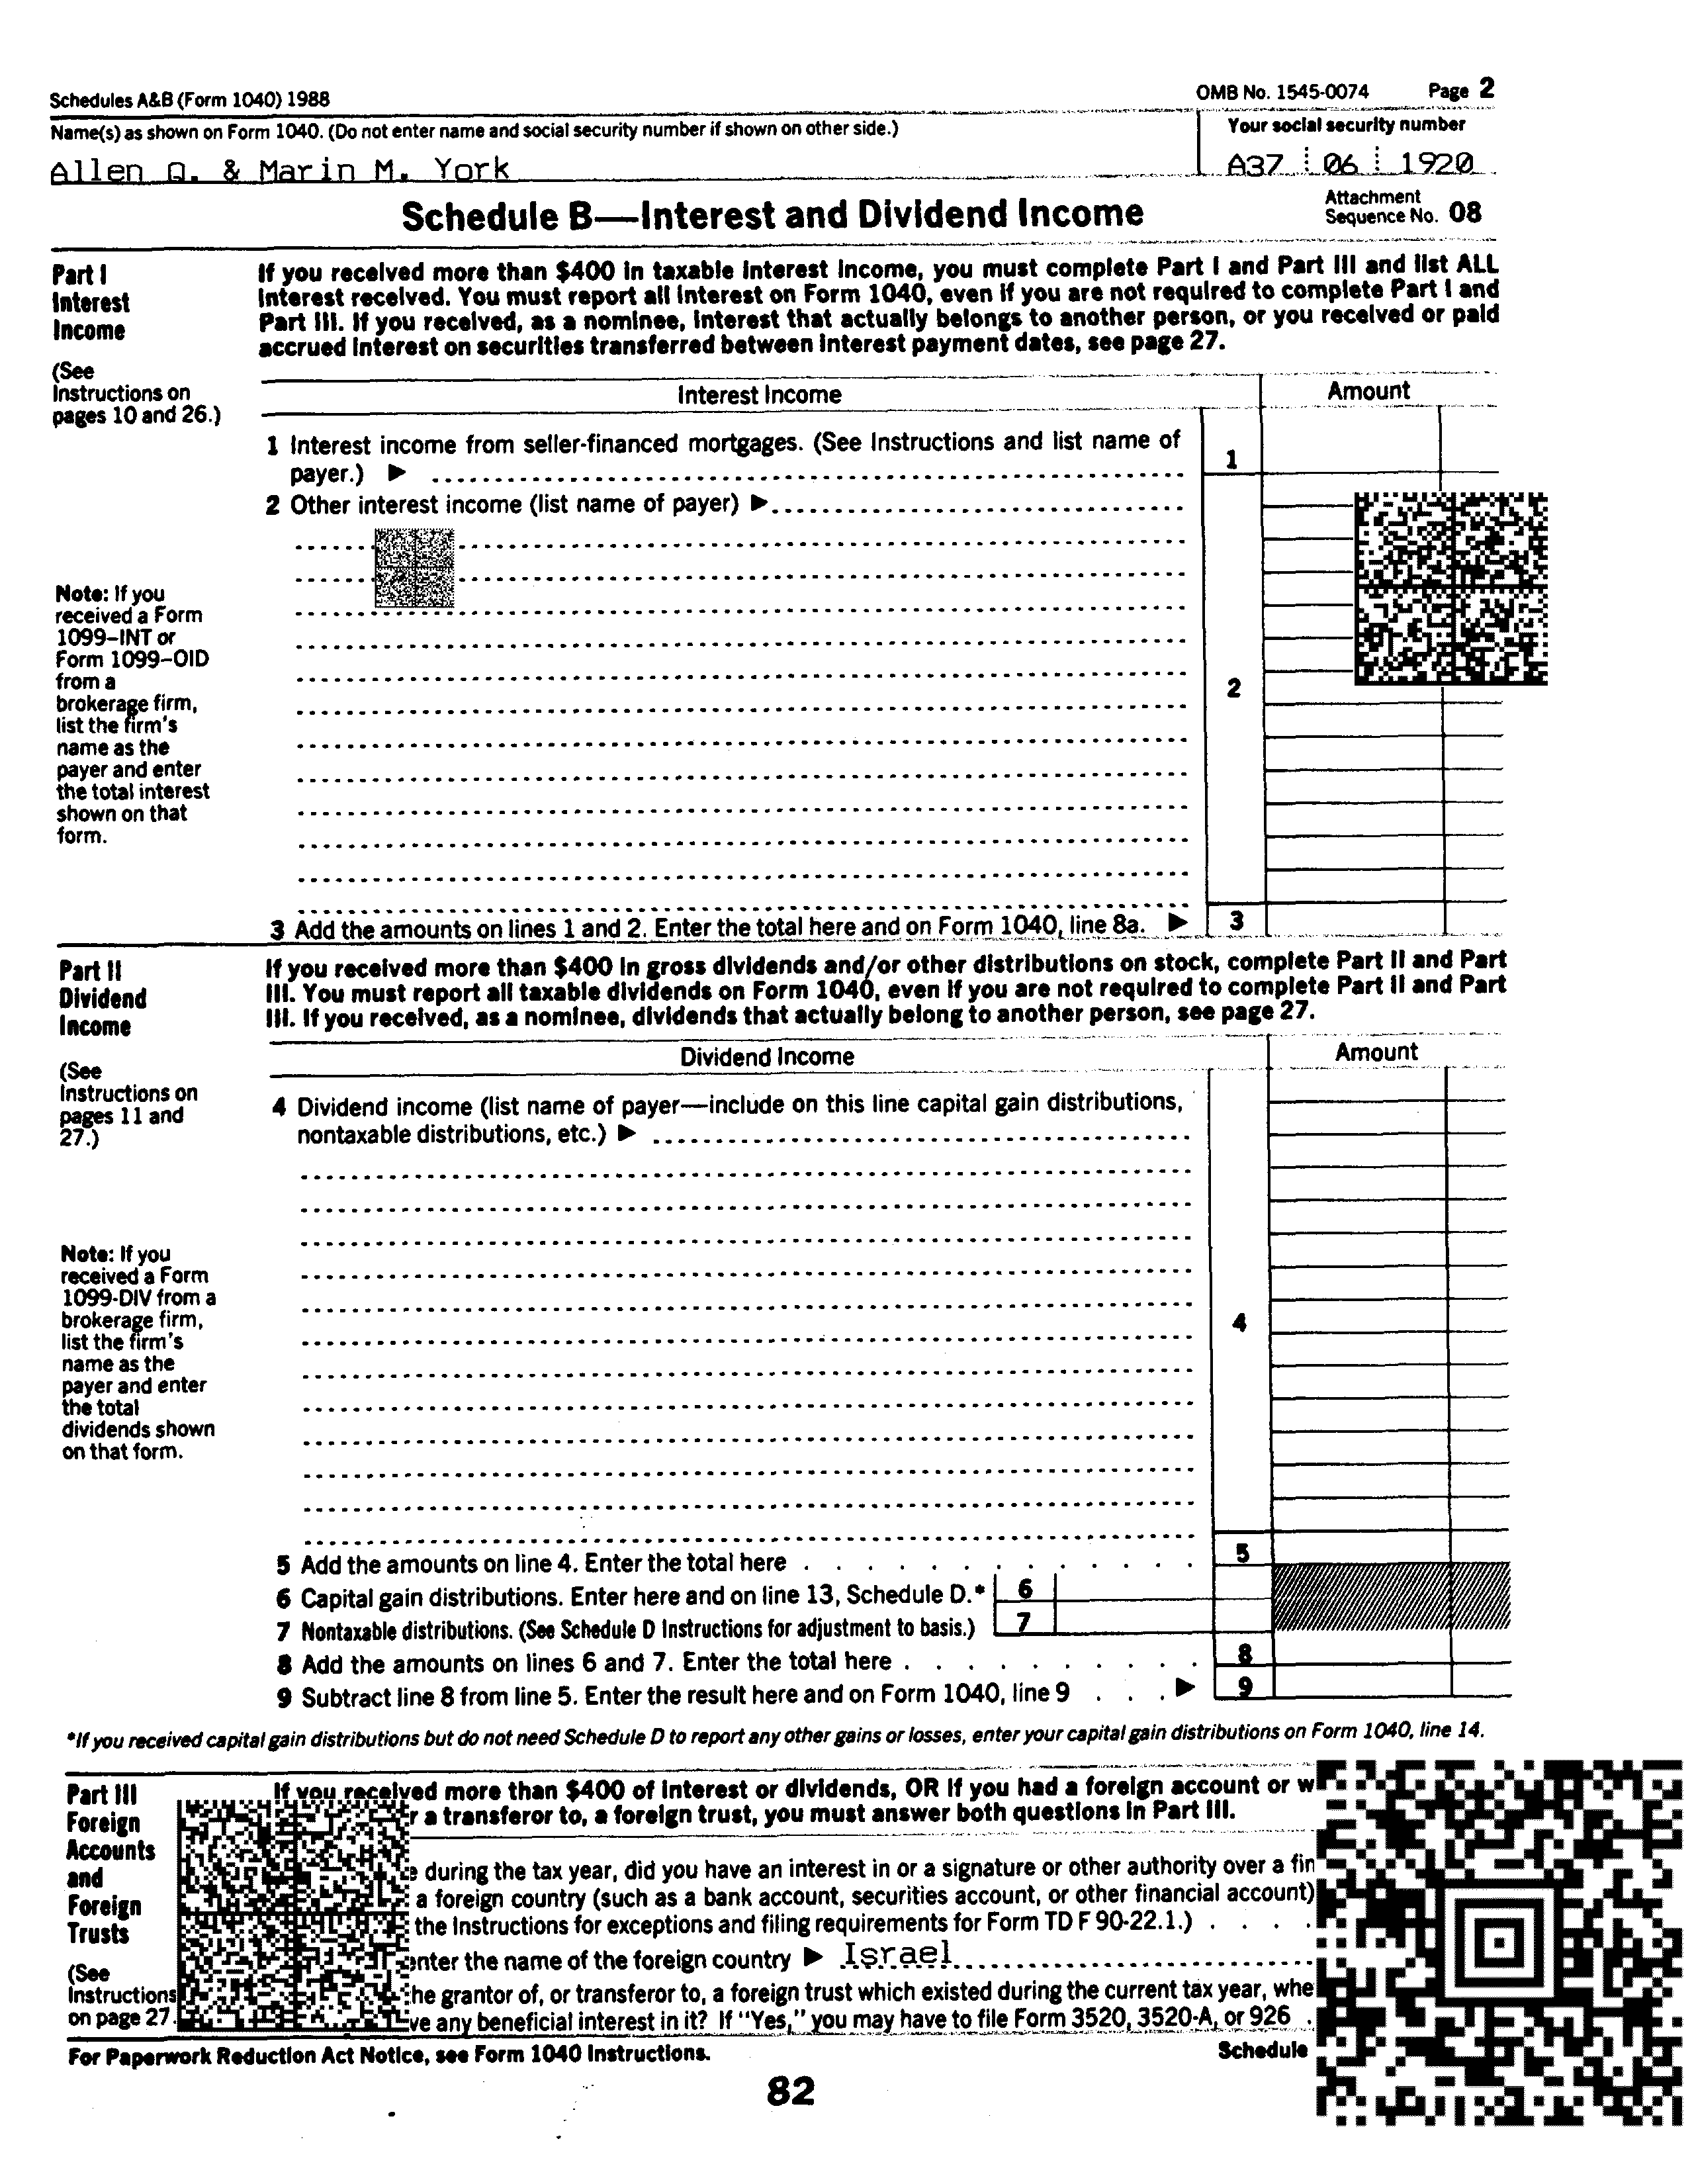 Schedules A&B (Form 1040) 1988 OMB No. 1545-0074 Page 2
Name(s) as shown on Form 1040. (Do not enter name and social security number if shown on other side.) Your social security number
Allen Q. & Marin M. York A37 06 1920
Schedule B—Interest and Dividend Income Attachment
Sequence No. 08
Part I
Interest
Income
(See
Instructions on
pages 10 and 26.)
If you received more than $400 in taxable interest income, you must complete Part I and Part III and list ALL
interest received. You must report all interest on Form 1040, even if you are not required to complete Part I and
Part III. If you received, as a nominee, interest that actually belongs to another person, or you received or paid
accrued interest on securities transferred between interest payment dates, see page 27.
Interest Income Amount
1 Interest income from seller-financed mortgages. (See Instructions and list name of
payer.) ▶ 1
2 Other interest income (list name of payer) ▶
Note: If you
received a Form
1099–INT or
Form 1099–OID
from a
brokerage firm,
list the firm's
name as the
payer and enter
the total interest
shown on that
form.
2
3 Add the amounts on lines 1 and 2. Enter the total here and on Form 1040, line 8a. ▶ 3
Part II
Dividend
Income
(See
Instructions on
pages 11 and
27.)
If you received more than $400 in gross dividends and/or other distributions on stock, complete Part II and Part
III. You must report all taxable dividends on Form 1040, even if you are not required to complete Part II and Part
III. If you received, as a nominee, dividends that actually belong to another person, see page 27.
Dividend Income Amount
4 Dividend income (list name of payer—include on this line capital gain distributions,
nontaxable distributions, etc.) ▶
Note: If you
received a Form
1099-DIV from a
brokerage firm,
list the firm's
name as the
payer and enter
the total
dividends shown
on that form.
4
5 Add the amounts on line 4. Enter the total here . . . . . . . . . . . . . 5
6 Capital gain distributions. Enter here and on line 13, Schedule D.* 6
7 Nontaxable distributions. (See Schedule D Instructions for adjustment to basis.) 7
8 Add the amounts on lines 6 and 7. Enter the total here . . . . . . . . . . 8
9 Subtract line 8 from line 5. Enter the result here and on Form 1040, line 9 . . . ▶ 9
*If you received capital gain distributions but do not need Schedule D to report any other gains or losses, enter your capital gain distributions on Form 1040, line 14.
Part III
Foreign
Accounts
and
Foreign
Trusts
(See
Instructions
on page 27.
If you received more than $400 of interest or dividends, OR if you had a foreign account or
a transferor to, a foreign trust, you must answer both questions in Part III.
during the tax year, did you have an interest in or a signature or other authority over a
a foreign country (such as a bank account, securities account, or other financial account)
the Instructions for exceptions and filing requirements for Form TD F 90-22.1.) . . . .
enter the name of the foreign country ▶ Israel
the grantor of, or transferor to, a foreign trust which existed during the current tax year,
any beneficial interest in it? If "Yes," you may have to file Form 3520, 3520-A, or 926 .
For Paperwork Reduction Act Notice, see Form 1040 Instructions. Schedule
82